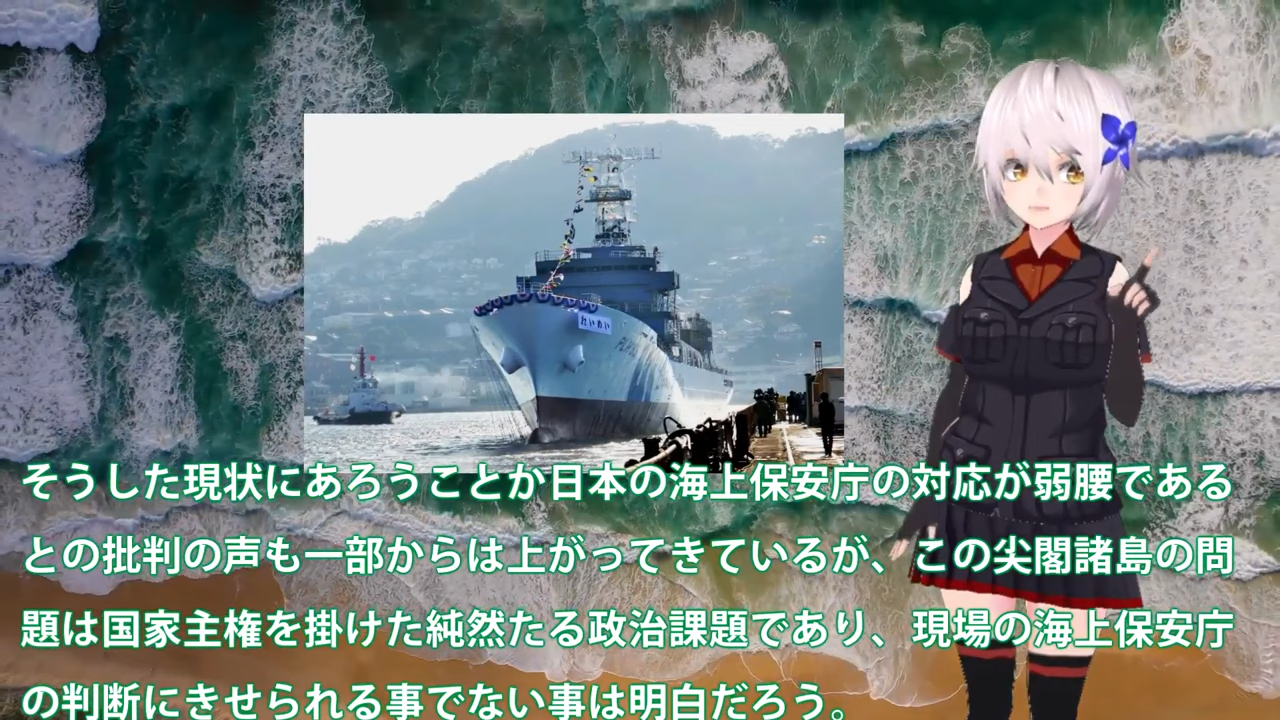 れいめい
そうした現状にあろうことか日本の海上保安庁の対応が弱腰である
との批判の声も一部からは上がってきているが、この尖閣諸島の問
題は国家主権を掛けた純然たる政治課題であり、現場の海上保安庁
の判断にきせられる事でない事は明白だろう。